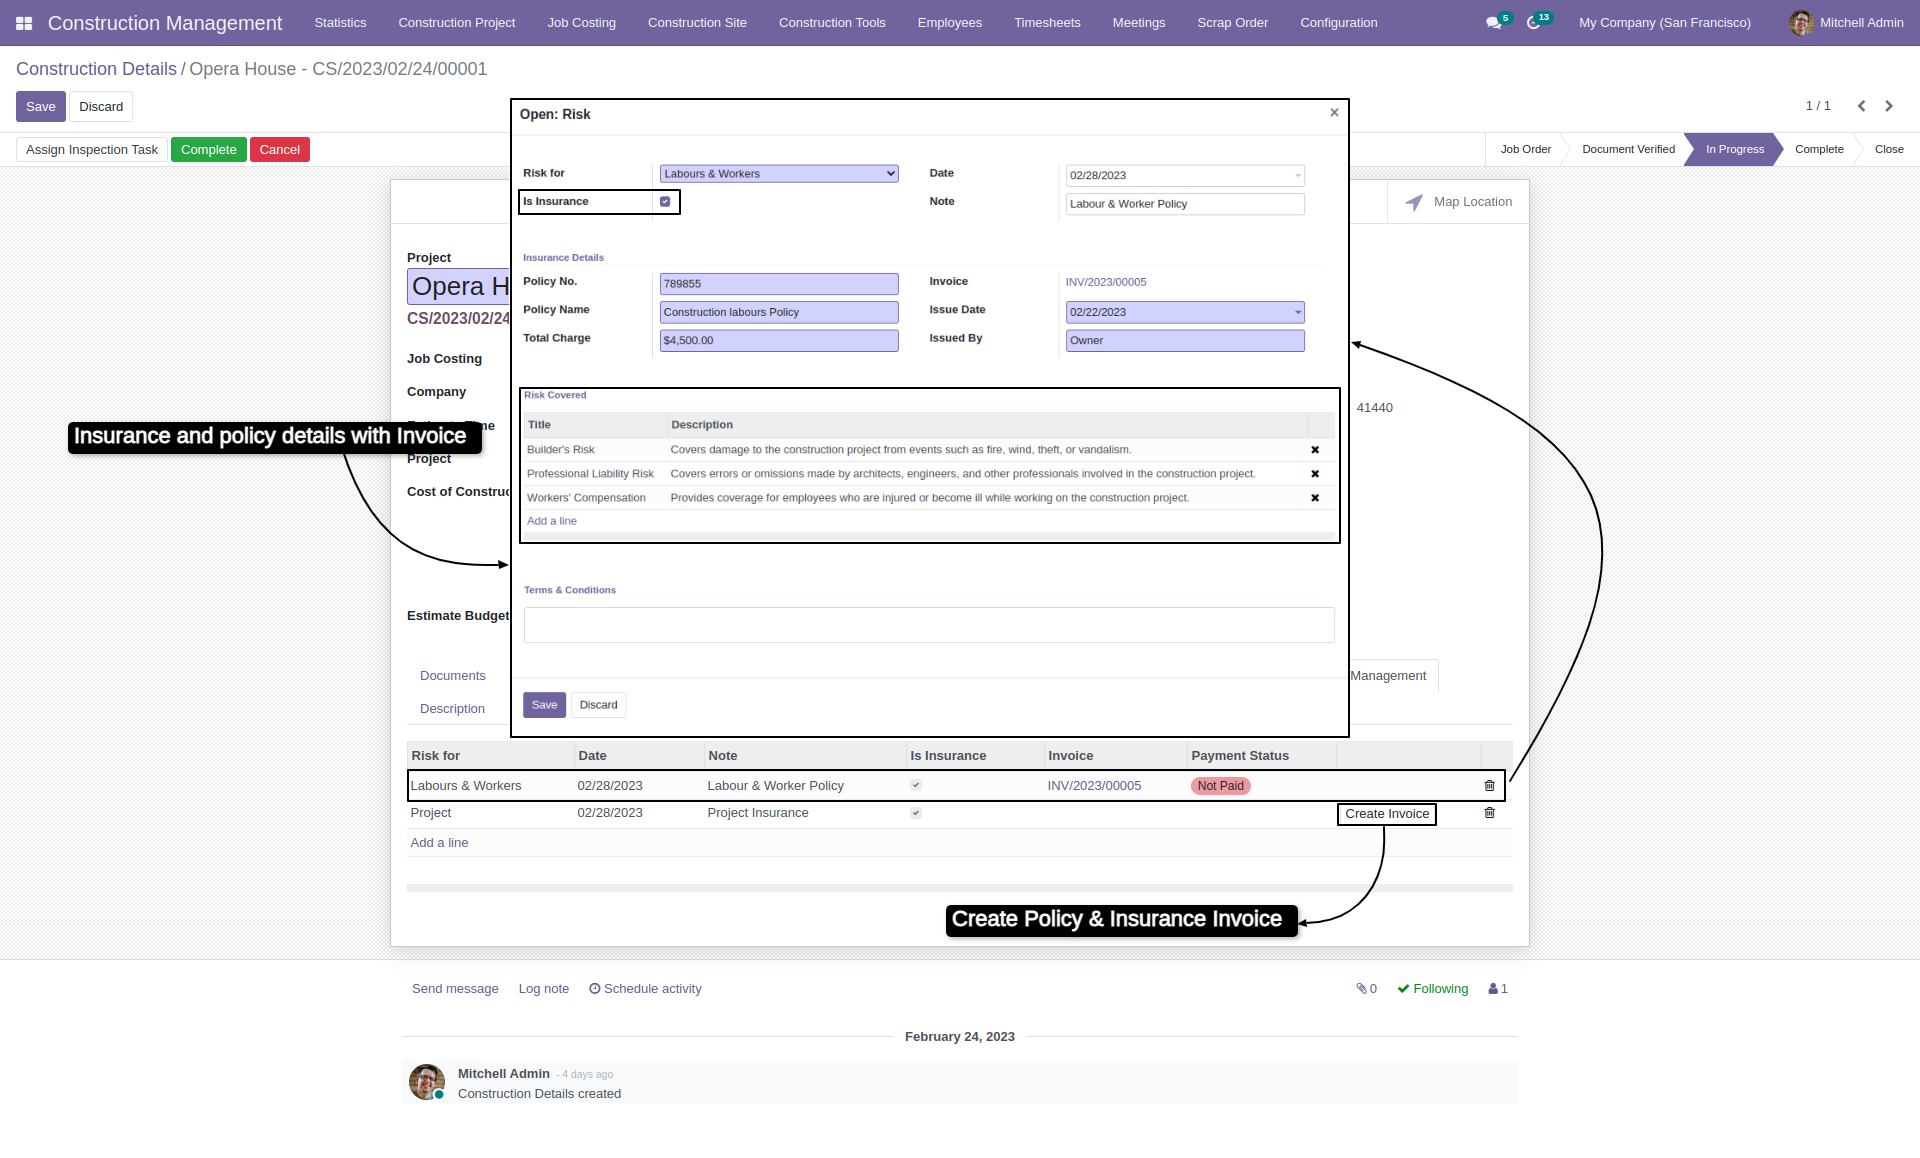 Construction Management Statistics Construction Project Job Costing Construction Site Construction Tools Employees Timesheets Meetings Scrap Order Configuration 5 13 My Company (San Francisco) Mitchell Admin
Construction Details / Opera House - CS/2023/02/24/00001
Save Discard 1 / 1
Assign Inspection Task Complete Cancel Job Order Document Verified In Progress Complete Close
Map Location
Project
Opera H
CS/2023/02/24
Job Costing
Company
41440
Project
Cost of Construc
Estimate Budget
Documents
Management
Description
Open: Risk ×
Risk for Labours & Workers Date 02/28/2023
Is Insurance Note Labour & Worker Policy
Insurance Details
Policy No. 789855 Invoice INV/2023/00005
Policy Name Construction labours Policy Issue Date 02/22/2023
Total Charge $4,500.00 Issued By Owner
Risk Covered
Title Description
Builder's Risk Covers damage to the construction project from events such as fire, wind, theft, or vandalism.
Professional Liability Risk Covers errors or omissions made by architects, engineers, and other professionals involved in the construction project.
Workers' Compensation Provides coverage for employees who are injured or become ill while working on the construction project.
Add a line
Terms & Conditions
Save Discard
Insurance and policy details with Invoice
Risk for Date Note Is Insurance Invoice Payment Status
Labours & Workers 02/28/2023 Labour & Worker Policy INV/2023/00005 Not Paid
Project 02/28/2023 Project Insurance Create Invoice
Add a line
Create Policy & Insurance Invoice
Send message Log note Schedule activity 0 Following 1
February 24, 2023
Mitchell Admin - 4 days ago
Construction Details created